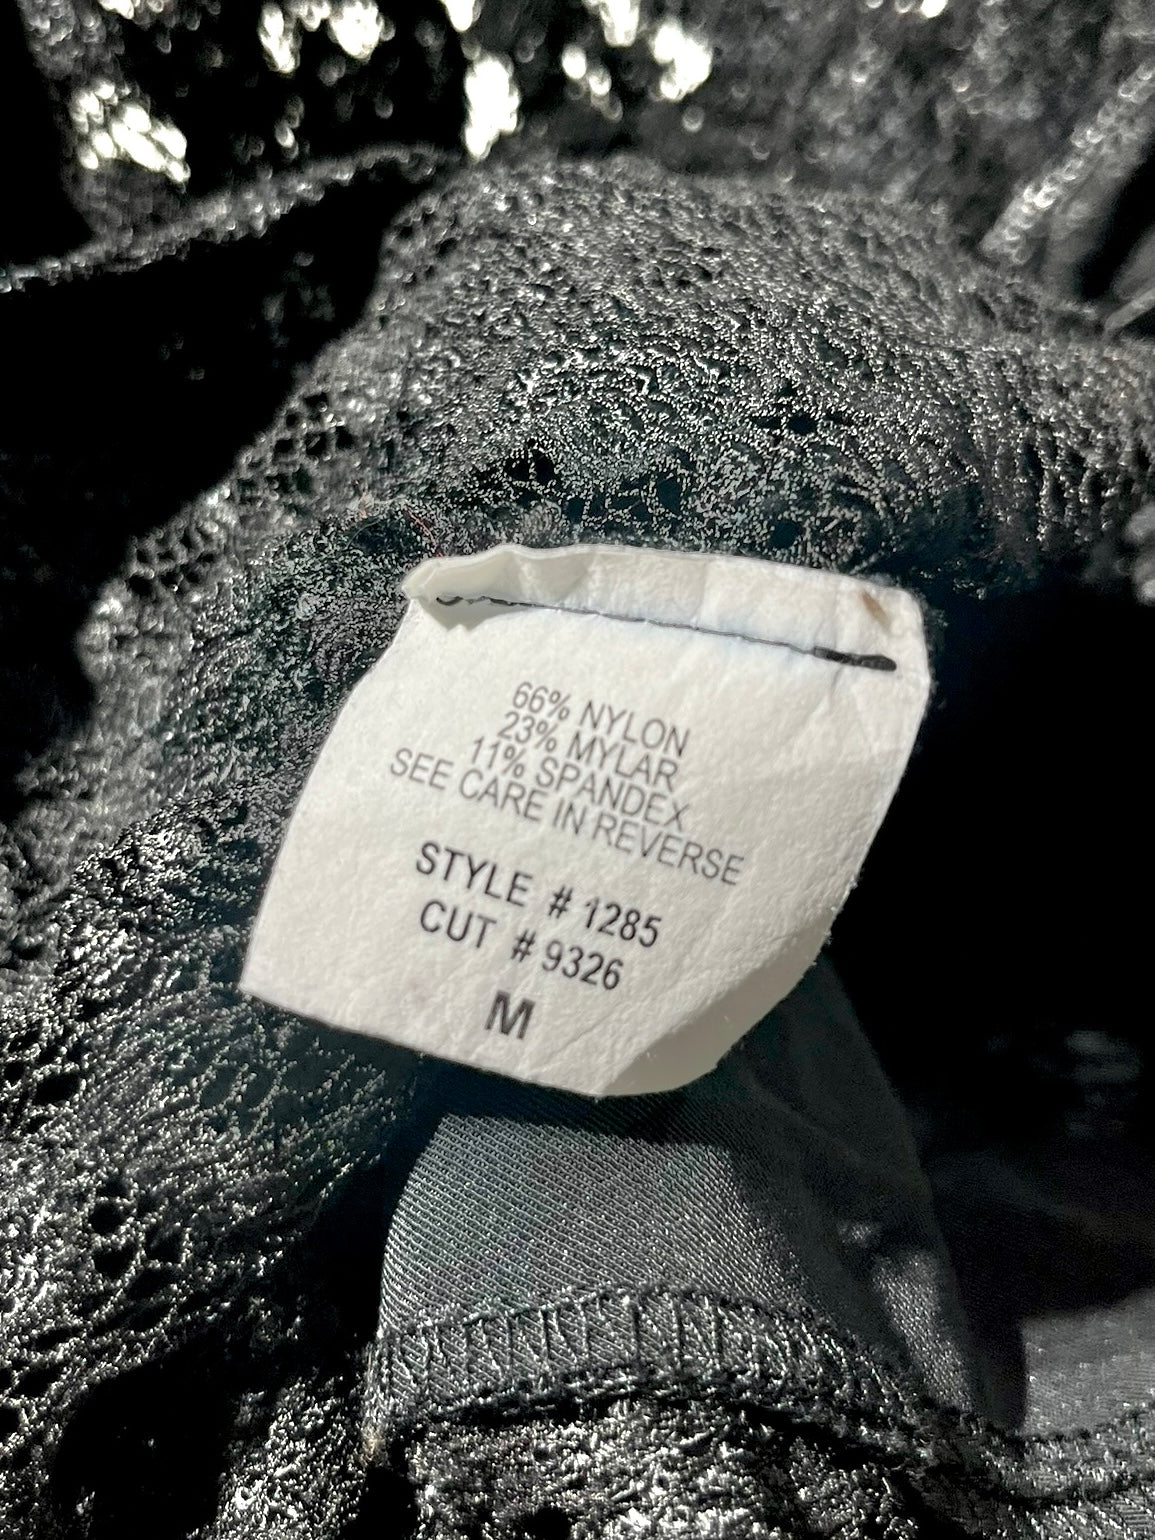 66% NYLON
23% MYLAR
11% SPANDEX
SEE CARE IN REVERSE
STYLE # 1285
CUT # 9326
M